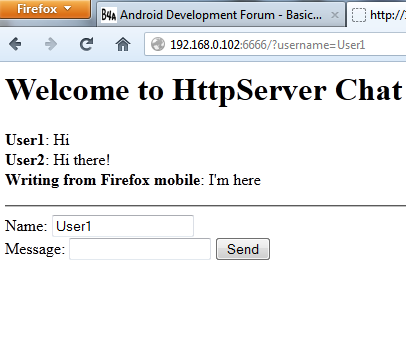 Firefox
B4A Android Development Forum - Basic...
http://
192.168.0.102:6666/?username=User1
Welcome to HttpServer Chat
User1: Hi
User2: Hi there!
Writing from Firefox mobile: I'm here
Name: User1
Message: Send